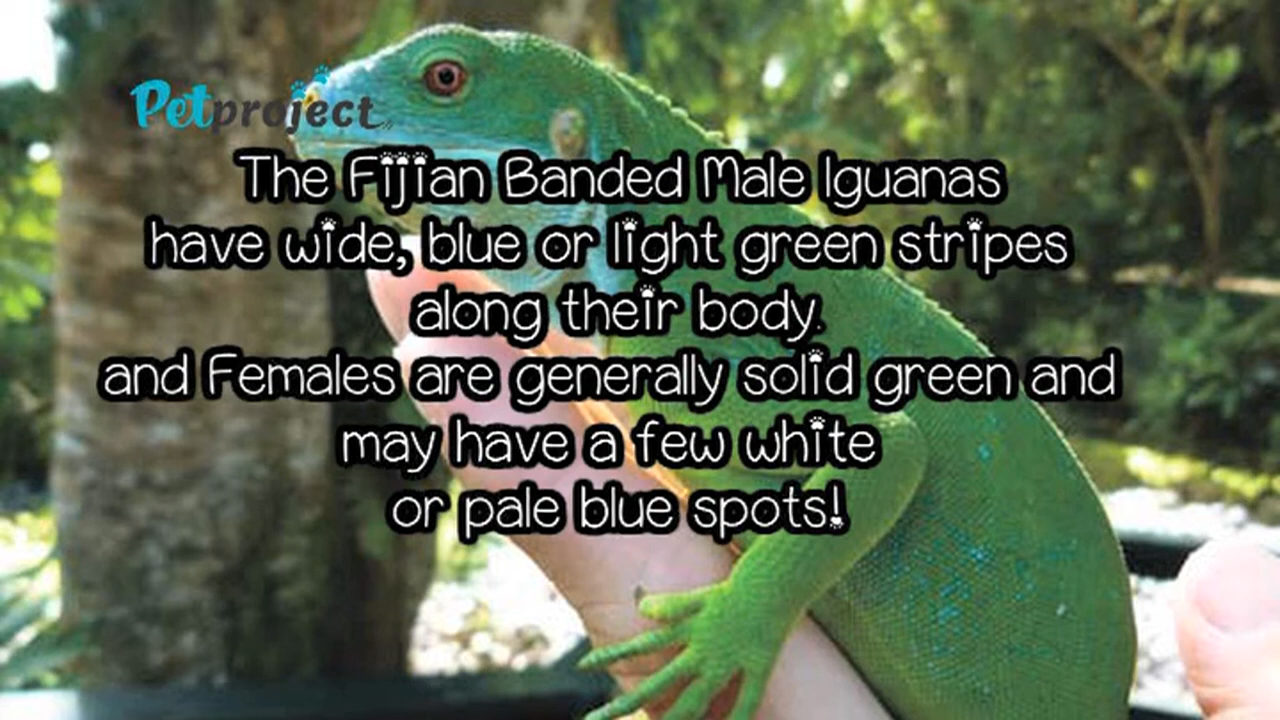 Petproject
The Fijian Banded Male Iguanas
have wide, blue or light green stripes
along their body.
and Females are generally solid green and
may have a few white
or pale blue spots!